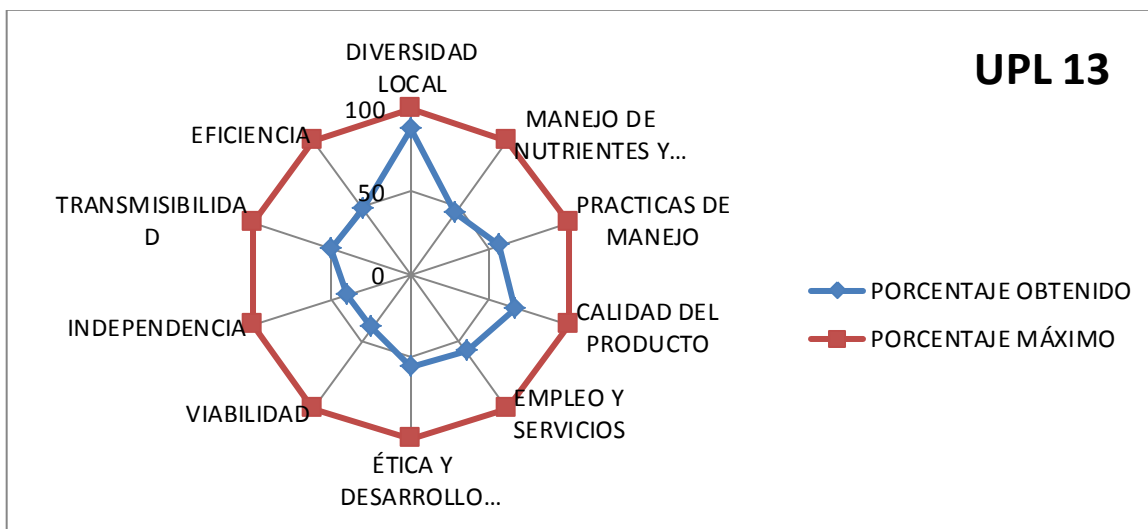 UPL 13
DIVERSIDAD
LOCAL
MANEJO DE
NUTRIENTES Y...
PRACTICAS DE
MANEJO
CALIDAD DEL
PRODUCTO
EMPLEO Y
SERVICIOS
ÉTICA Y
DESARROLLO...
VIABILIDAD
INDEPENDENCIA
TRANSMISIBILIDA
D
EFICIENCIA
100
50
0
PORCENTAJE OBTENIDO
PORCENTAJE MÁXIMO